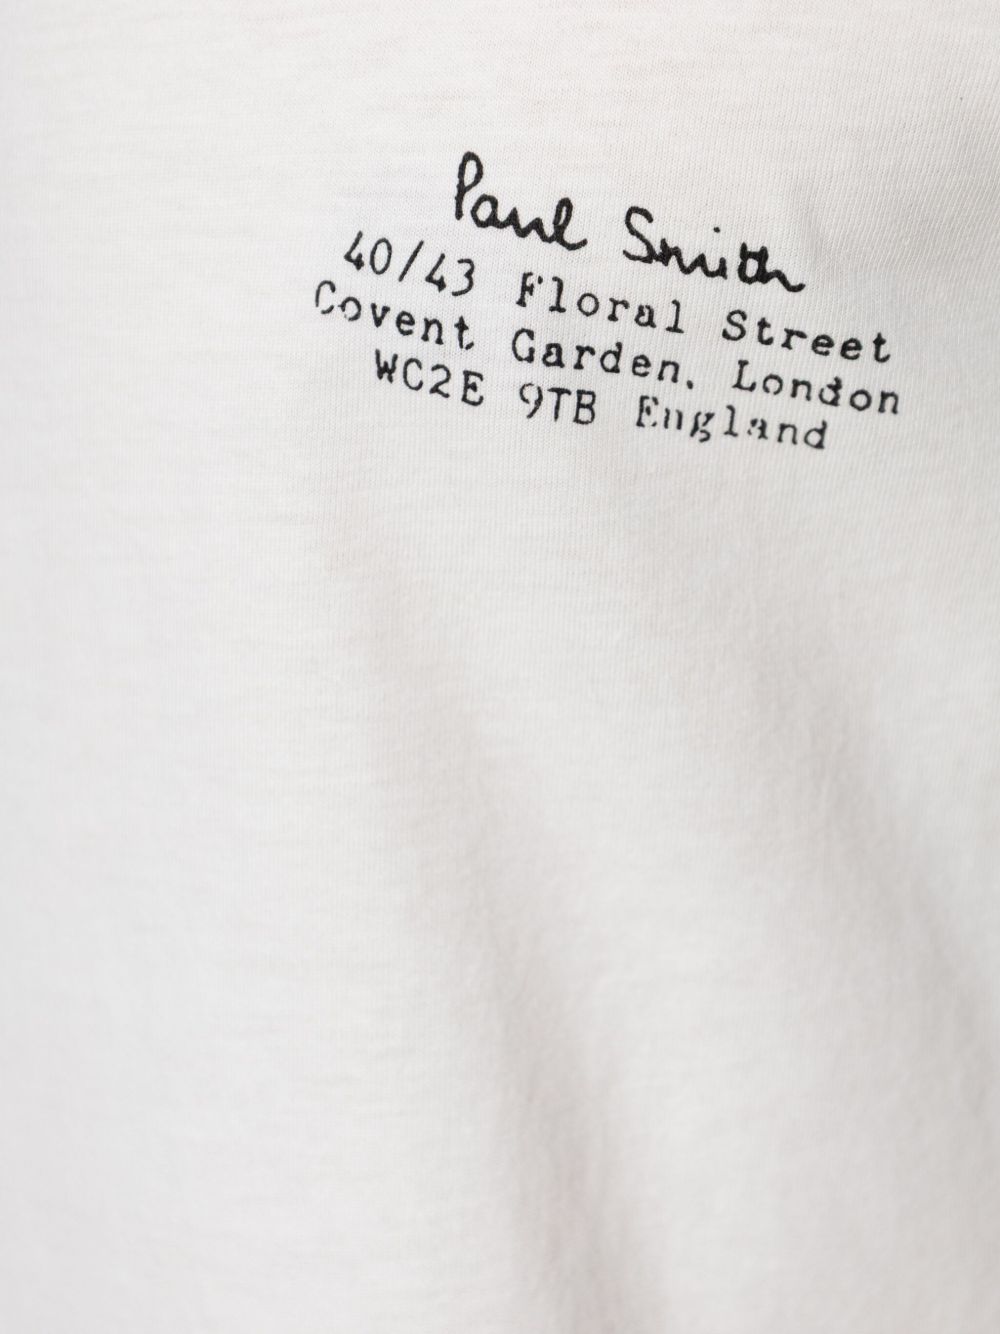 Paul Smith
40/43 Floral Street
Covent Garden, London
WC2E 9TB England